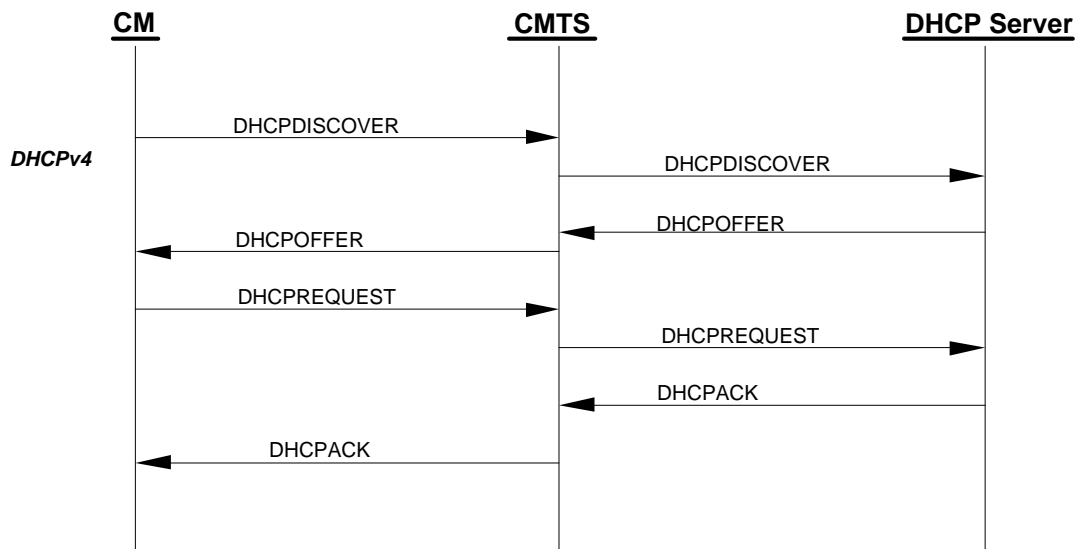 CM
CMTS
DHCP Server
DHCPDISCOVER
DHCPv4
DHCPDISCOVER
DHCPOFFER
DHCPOFFER
DHCPREQUEST
DHCPREQUEST
DHCPACK
DHCPACK